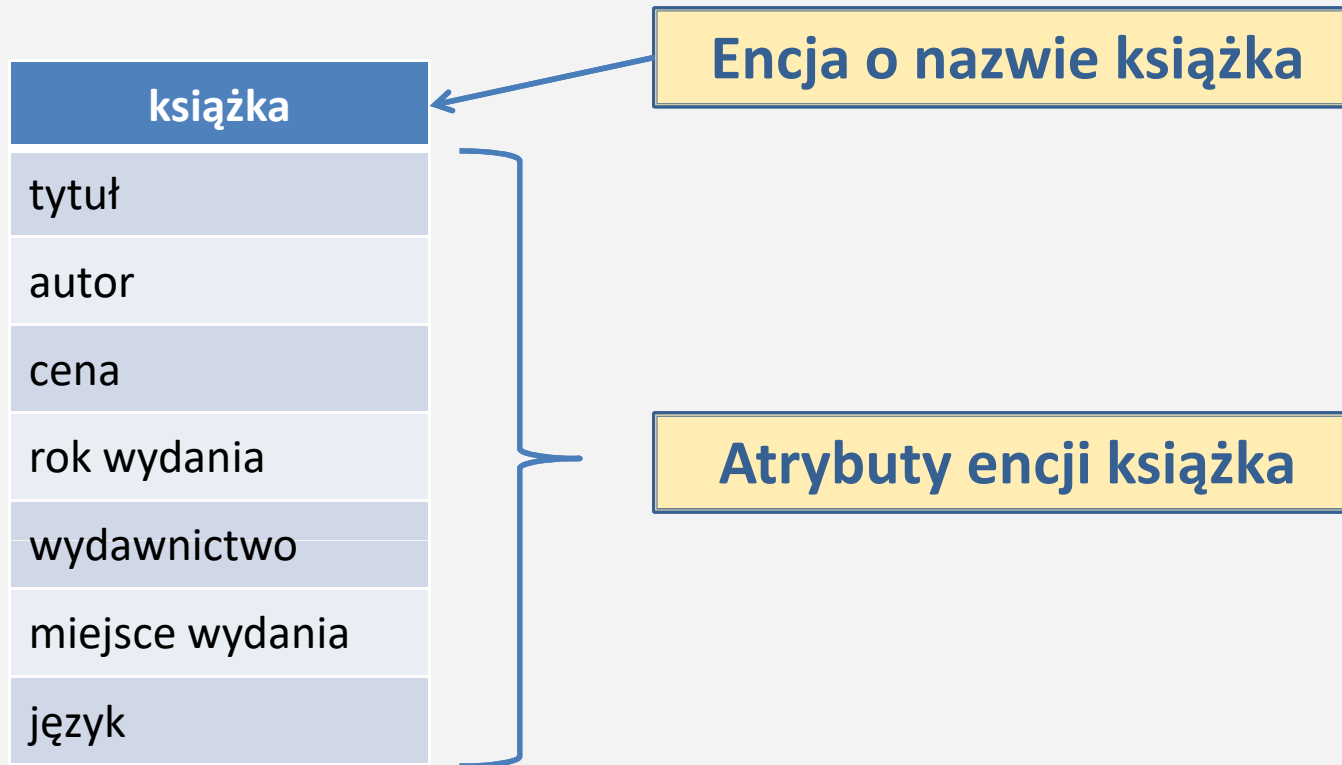 Encja o nazwie książka
książka
tytuł
autor
cena
rok wydania
wydawnictwo
miejsce wydania
język
Atrybuty encji książka